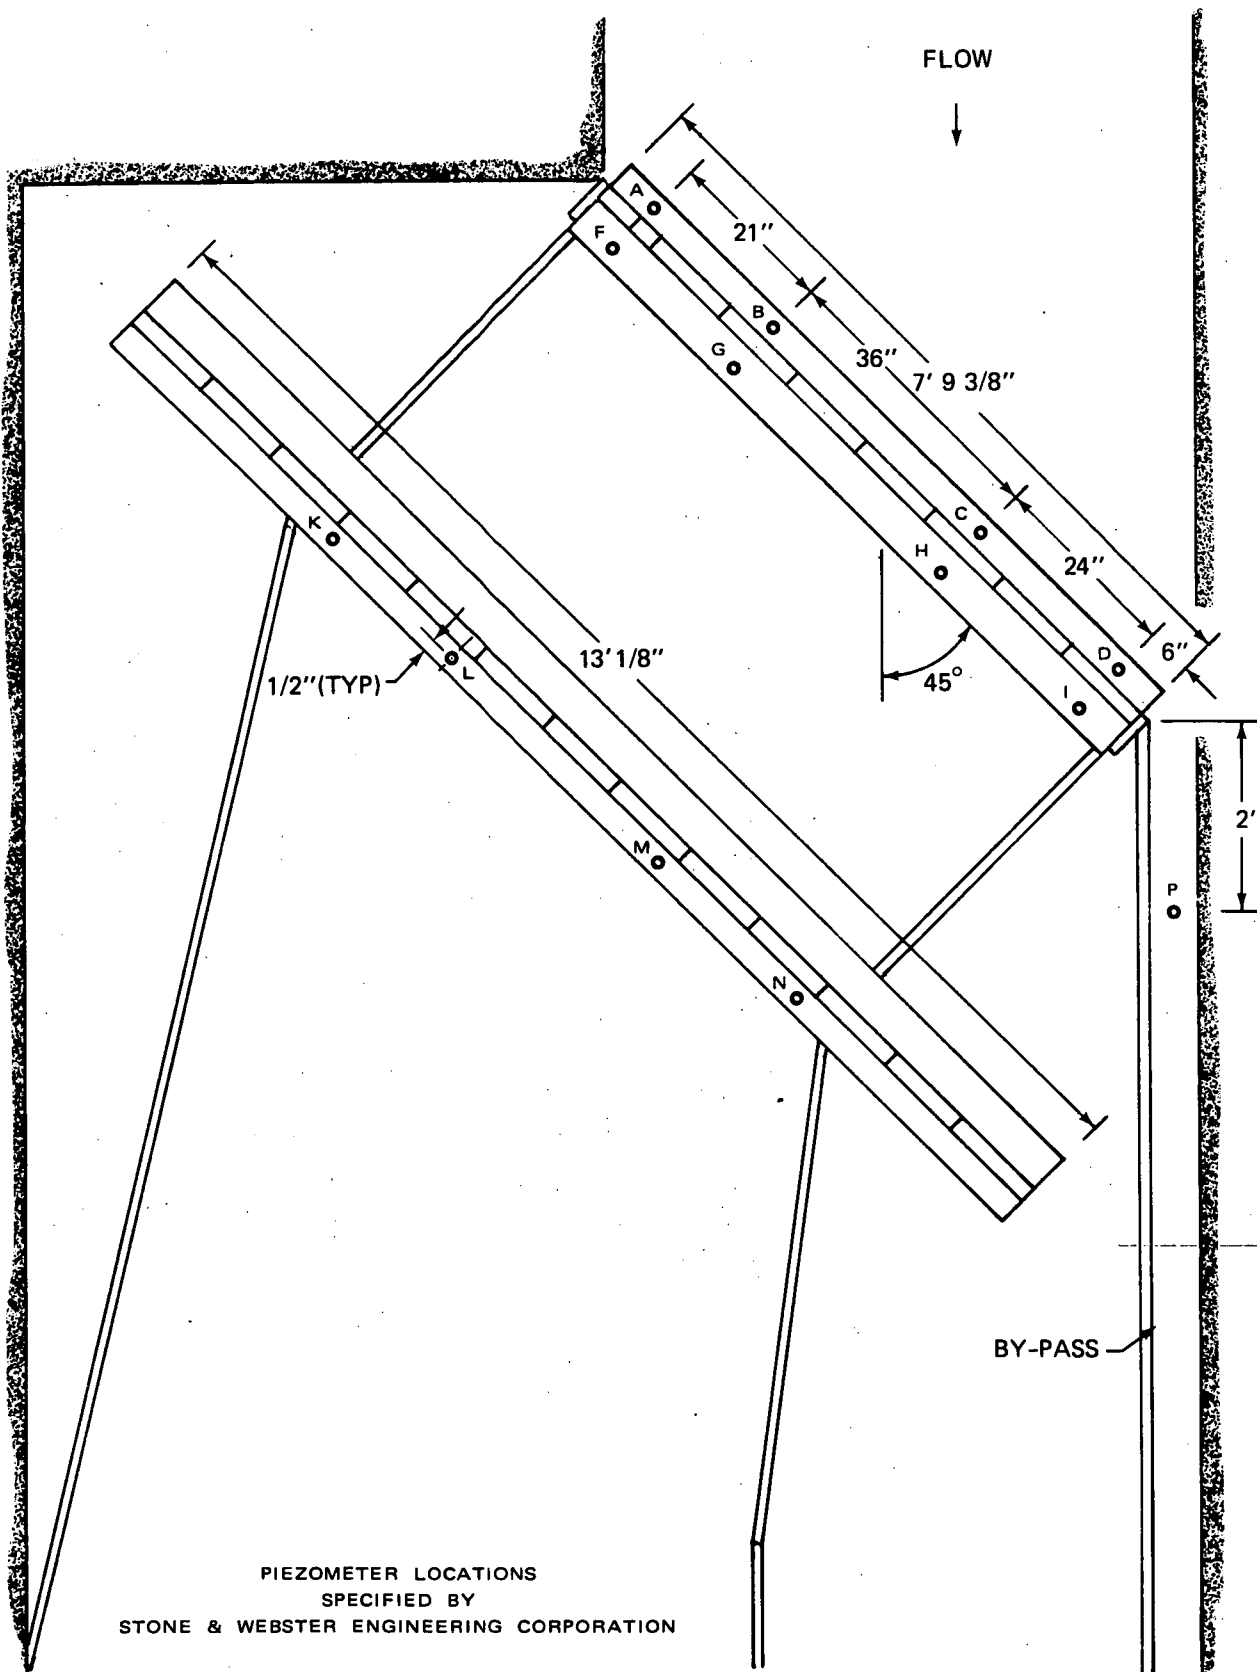 FLOW
A
21"
F
B
G
36"
7' 9 3/8"
C
K
H
24"
13' 1/8"
D
6"
L
1/2"(TYP)
45°
I
2'
M
P
N
BY-PASS
PIEZOMETER LOCATIONS
SPECIFIED BY
STONE & WEBSTER ENGINEERING CORPORATION